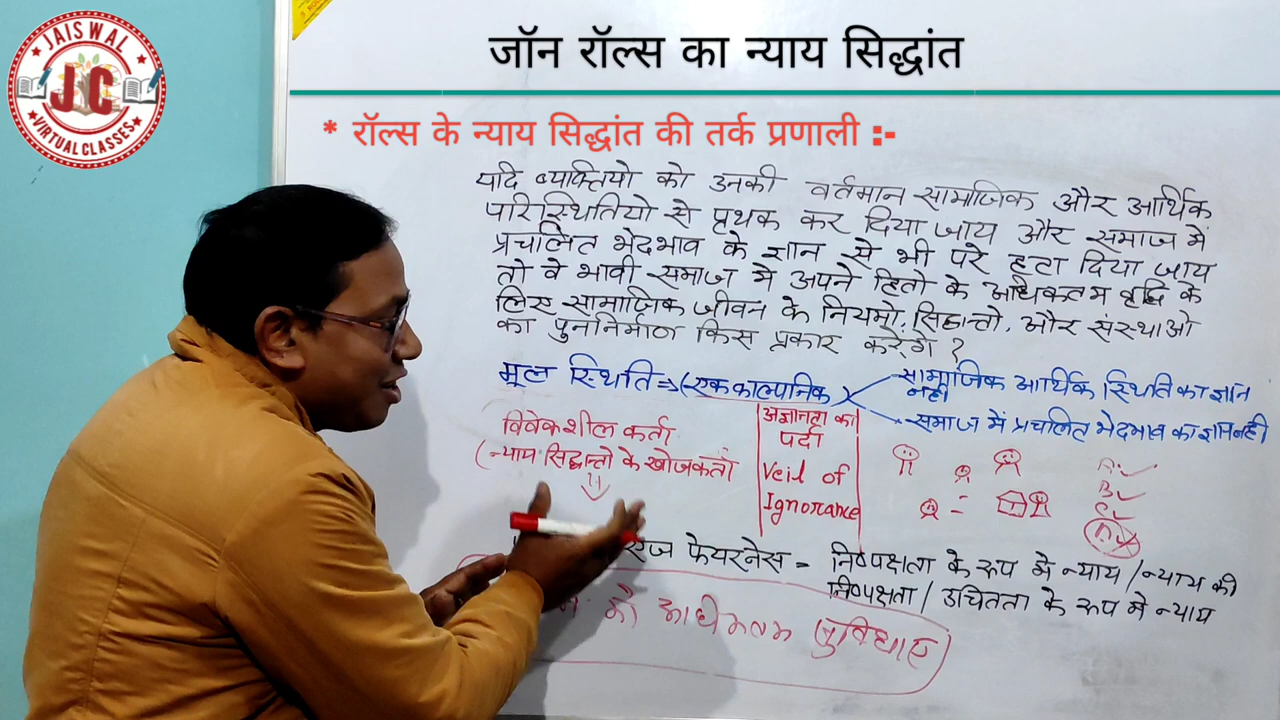 JAISWAL
JC
VIRTUAL CLASSES
जॉन रॉल्स का न्याय सिद्धांत
* रॉल्स के न्याय सिद्धांत की तर्क प्रणाली :-
यदि व्यक्तियो को उनकी वर्तमान सामाजिक और आर्थिक
परिस्थितियो से पृथक कर दिया जाय और समाज में
प्रचलित भेदभाव के ज्ञान से भी परे हटा दिया जाय
तो वे भावी समाज मे अपने हितो के अधिकतम वृद्धि के
लिए सामाजिक जीवन के नियमो, सिद्धान्तो, और संस्थाओ
का पुनर्निमाण किस प्रकार करेंगे ?
मूल स्थिति ⇒ (एक काल्पनिक)
सामाजिक आर्थिक स्थिति का ज्ञान
नही
समाज में प्रचलित भेदभाव का ज्ञान नही
विवेकशील कर्ता
(न्याय सिद्धान्तो के खोजकर्ता
अज्ञानता का
पर्दा
Veil of
Ignorance
A ✓
B ✓
C ✓
एज फेयरनेस = निष्पक्षता के रूप मे न्याय / न्याय की
निष्पक्षता / उचितता के रूप मे न्याय
को अधिकतम सुविधाए